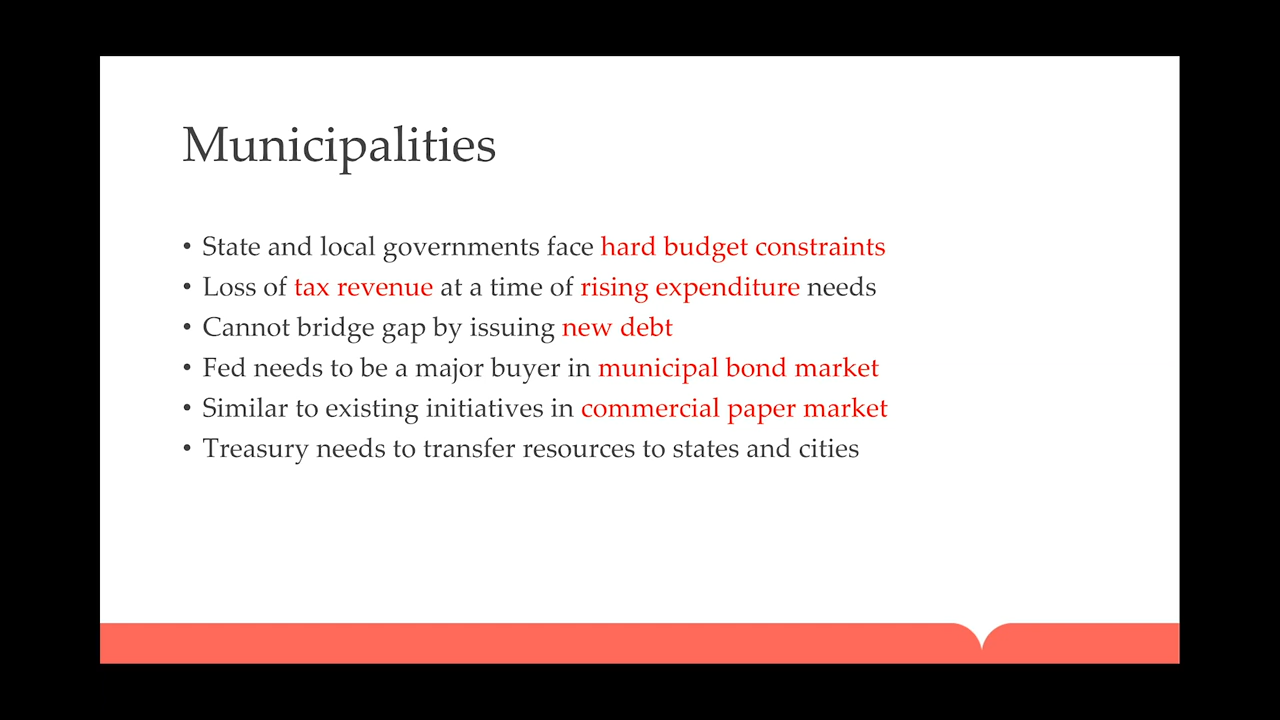 Municipalities
• State and local governments face hard budget constraints
• Loss of tax revenue at a time of rising expenditure needs
• Cannot bridge gap by issuing new debt
• Fed needs to be a major buyer in municipal bond market
• Similar to existing initiatives in commercial paper market
• Treasury needs to transfer resources to states and cities